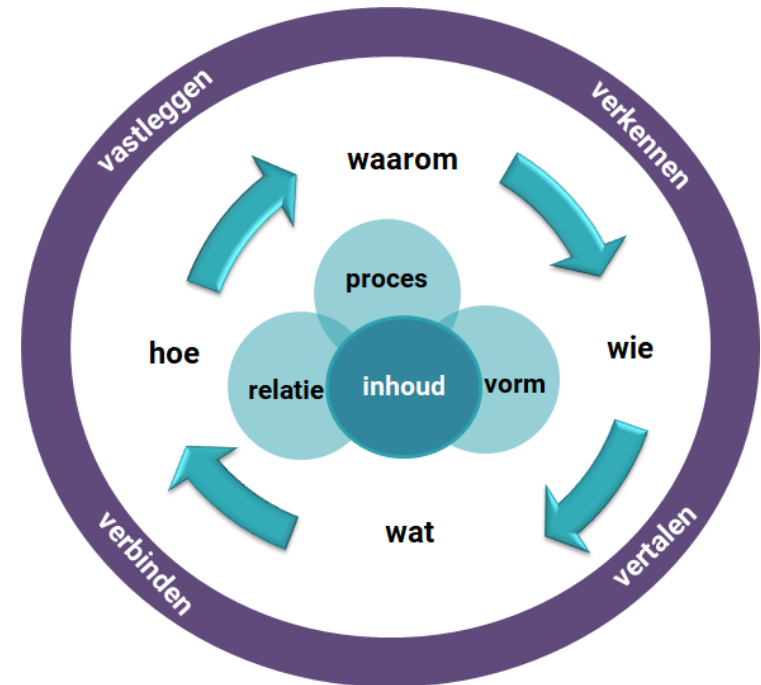 vastleggen
verkennen
waarom
proces
hoe
wie
relatie
inhoud
vorm
wat
verbinden
vertalen